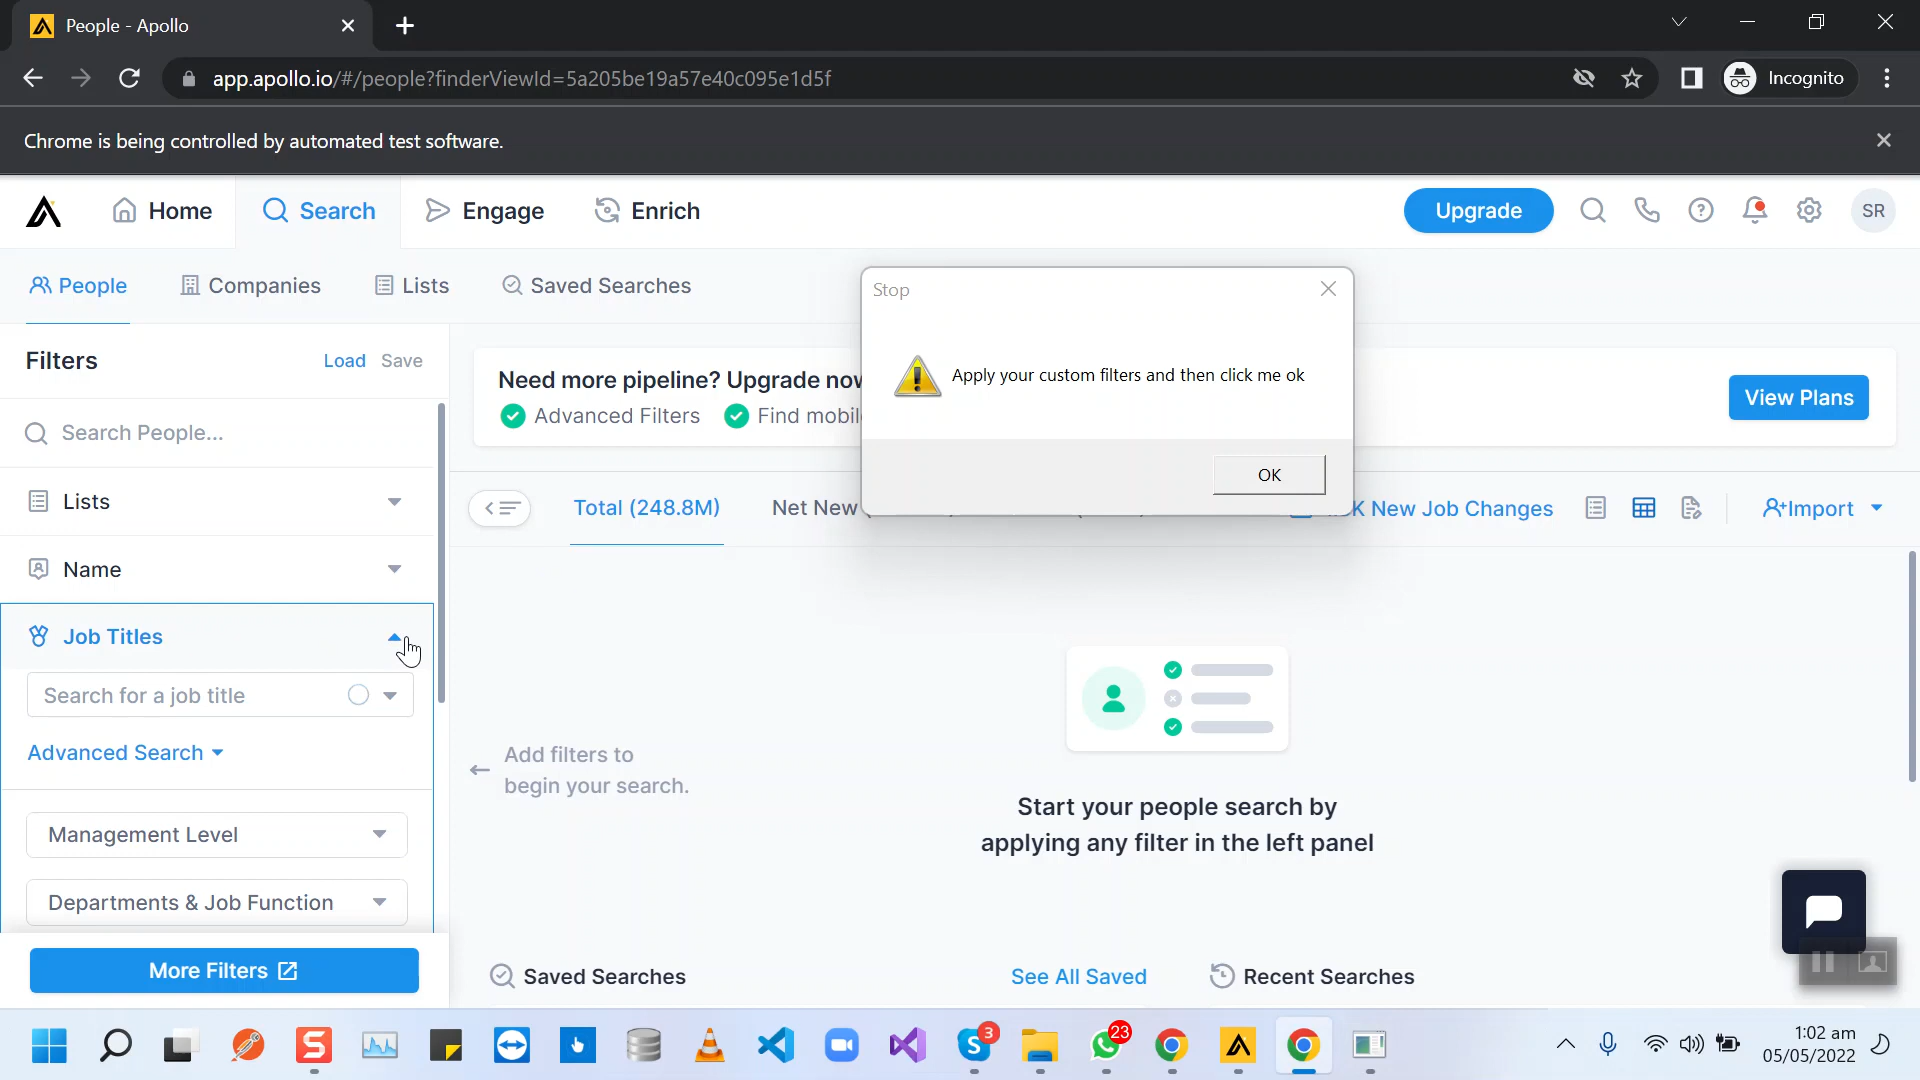 People - Apollo
app.apollo.io/#/people?finderViewId=5a205be19a57e40c095e1d5f
Incognito
Chrome is being controlled by automated test software.
Home
Search
Engage
Enrich
Upgrade
SR
People
Companies
Lists
Saved Searches
Stop
Apply your custom filters and then click me ok
OK
Filters
Load
Save
Search People...
Lists
Name
Job Titles
Search for a job title
Advanced Search
Management Level
Departments & Job Function
More Filters
Need more pipeline? Upgrade now
Advanced Filters
Find mobil
View Plans
Total (248.8M)
Net New
K New Job Changes
Import
Add filters to
begin your search.
Start your people search by
applying any filter in the left panel
Saved Searches
See All Saved
Recent Searches
3
23
1:02 am
05/05/2022